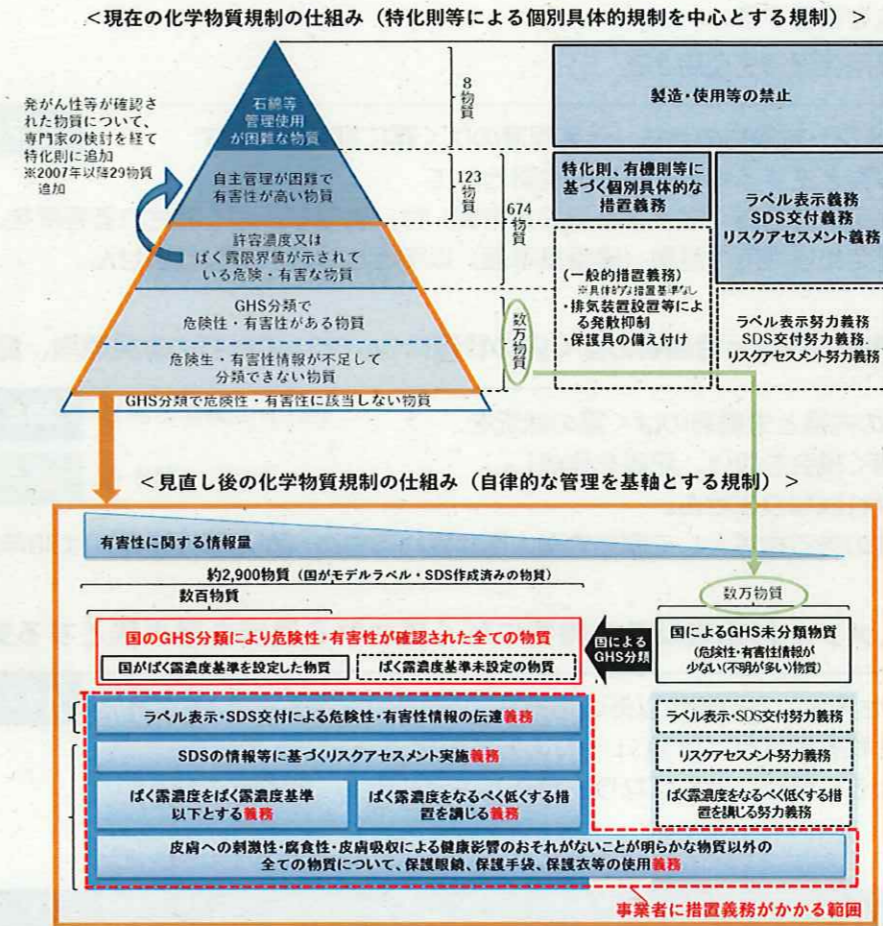 <現在の化学物質規制の仕組み（特化則等による個別具体的規制を中心とする規制）>
発がん性等が確認さ
れた物質について、
専門家の検討を経て
特化則に追加
※2007年以降29物質
追加
石綿等
管理使用
が困難な物質
自主管理が困難で
有害性が高い物質
許容濃度又は
ばく露限界値が示されて
いる危険・有害な物質
GHS分類で
危険性・有害性がある物質
危険生・有害性情報が不足して
分類できない物質
GHS分類で危険性・有害性に該当しない物質
8
物質
123
物質
674
物質
数万物質
製造・使用等の禁止
特化則、有機則等に
基づく個別具体的な
措置義務
ラベル表示義務
SDS交付義務
リスクアセスメント義務
(一般的措置義務)
※具体的な措置基準なし
・排気装置設置等によ
る発散抑制
・保護具の備え付け
ラベル表示努力義務
SDS交付努力義務
リスクアセスメント努力義務
<見直し後の化学物質規制の仕組み（自律的な管理を基軸とする規制）>
有害性に関する情報量
約2,900物質（国がモデルラベル・SDS作成済みの物質）
数百物質
数万物質
国のGHS分類により危険性・有害性が確認された全ての物質
国がばく露濃度基準を設定した物質
ばく露濃度基準未設定の物質
国による
GHS分類
国によるGHS未分類物質
(危険性・有害性情報が
少ない(不明が多い)物質)
ラベル表示・SDS交付による危険性・有害性情報の伝達義務
ラベル表示・SDS交付努力義務
SDSの情報等に基づくリスクアセスメント実施義務
リスクアセスメント努力義務
ばく露濃度をばく露濃度基準
以下とする義務
ばく露濃度をなるべく低くする措
置を講じる義務
ばく露濃度をなるべく低くする
措置を講じる努力義務
皮膚への刺激性・腐食性・皮膚吸収による健康影響のおそれがないことが明らかな物質以外の
全ての物質について、保護眼鏡、保護手袋、保護衣等の使用義務
事業者に措置義務がかかる範囲